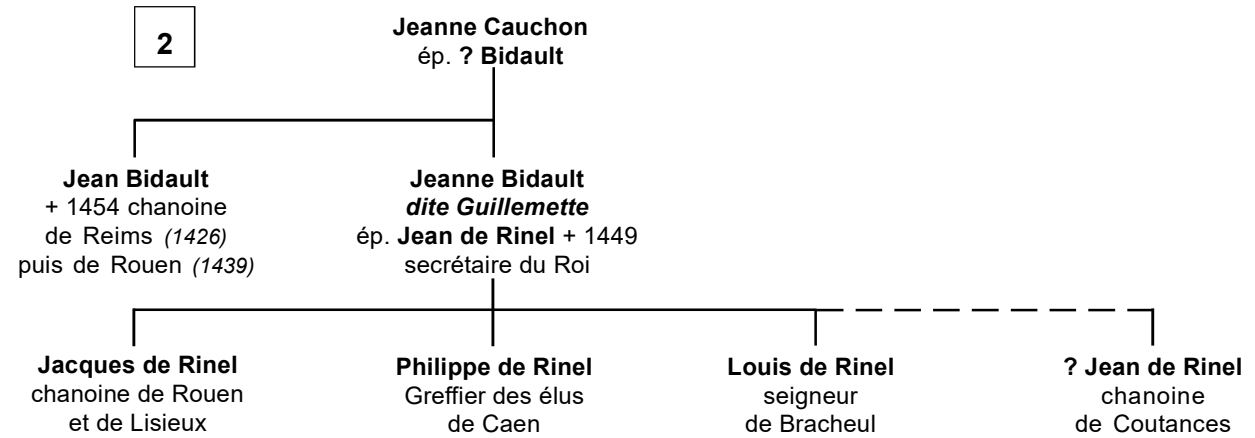 2
Jeanne Cauchon
ép. ? Bidault
Jean Bidault
+ 1454 chanoine
de Reims (1426)
puis de Rouen (1439)
Jeanne Bidault
dite Guillemette
ép. Jean de Rinel + 1449
secrétaire du Roi
Jacques de Rinel
chanoine de Rouen
et de Lisieux
Philippe de Rinel
Greffier des élus
de Caen
Louis de Rinel
seigneur
de Bracheul
? Jean de Rinel
chanoine
de Coutances